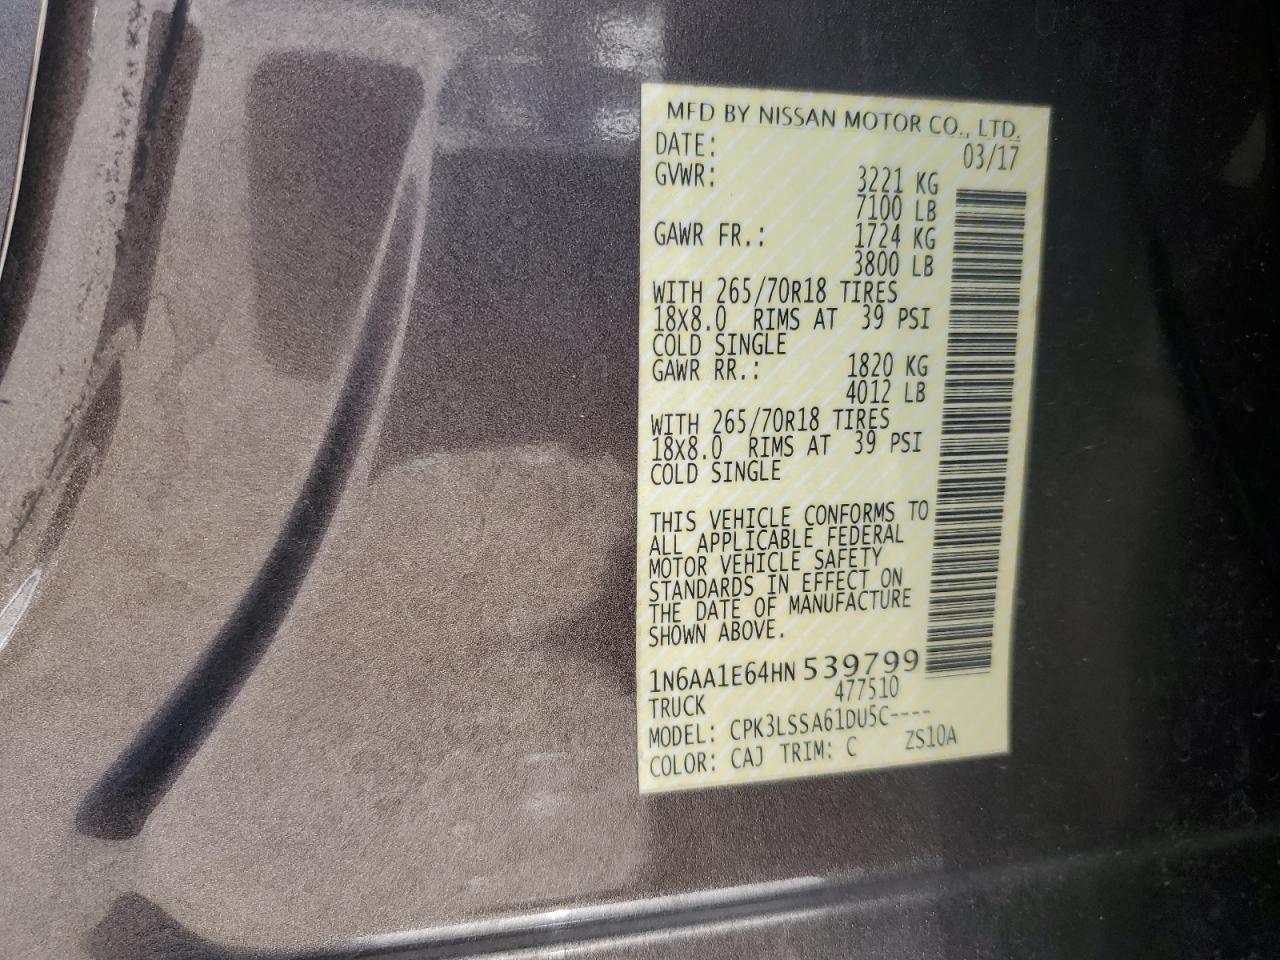 MFD BY NISSAN MOTOR CO., LTD.
DATE: 03/17
GVWR: 3221 KG
7100 LB
GAWR FR.: 1724 KG
3800 LB
WITH 265/70R18 TIRES
18X8.0 RIMS AT 39 PSI
COLD SINGLE
GAWR RR.: 1820 KG
4012 LB
WITH 265/70R18 TIRES
18X8.0 RIMS AT 39 PSI
COLD SINGLE
THIS VEHICLE CONFORMS TO
ALL APPLICABLE FEDERAL
MOTOR VEHICLE SAFETY
STANDARDS IN EFFECT ON
THE DATE OF MANUFACTURE
SHOWN ABOVE.
1N6AA1E64HN539799
TRUCK 477510
MODEL: CPK3LSSA61DU5C----
COLOR: CAJ TRIM: C ZS10A